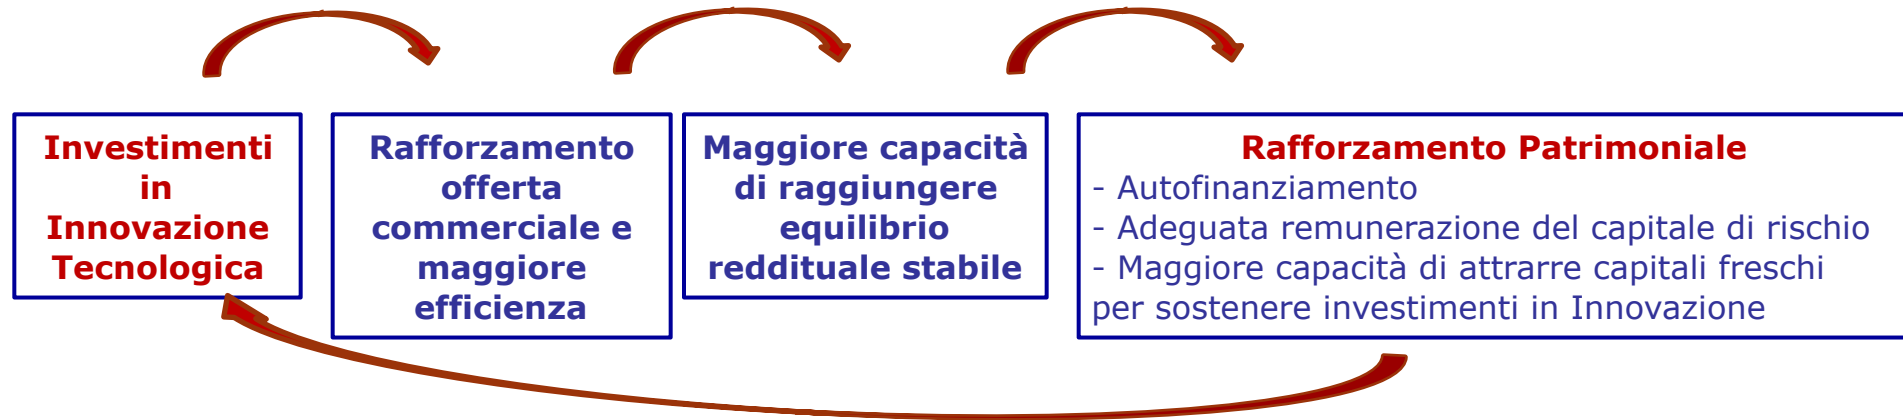 Investimenti
in
Innovazione
Tecnologica
Rafforzamento
offerta
commerciale e
maggiore
efficienza
Maggiore capacità
di raggiungere
equilibrio
reddituale stabile
Rafforzamento Patrimoniale
- Autofinanziamento
- Adeguata remunerazione del capitale di rischio
- Maggiore capacità di attrarre capitali freschi
per sostenere investimenti in Innovazione